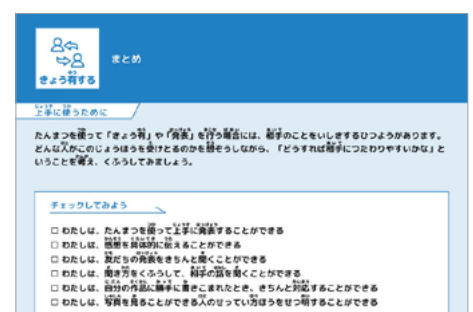 きょう有する
まとめ
上手に使うために
たんまつを使って「きょう有」や「発表」を行う場合には、相手のことをいしきするひつようがあります。
どんな人がこのじょうほうを受けとるのかを想ぞうしながら、「どうすれば相手につたわりやすいかな」と
いうことを考え、くふうしてみましょう。
チェックしてみよう
□ わたしは、たんまつを使って上手に発表することができる
□ わたしは、感想を具体的に伝えることができる
□ わたしは、友だちの発表をきちんと聞くことができる
□ わたしは、聞き方をくふうして、相手の話を聞くことができる
□ わたしは、自分の作品に勝手に書きこまれたとき、きちんと対応することができる
□ わたしは、写真を見ることができる人のせってい方ほうをせつ明することができる